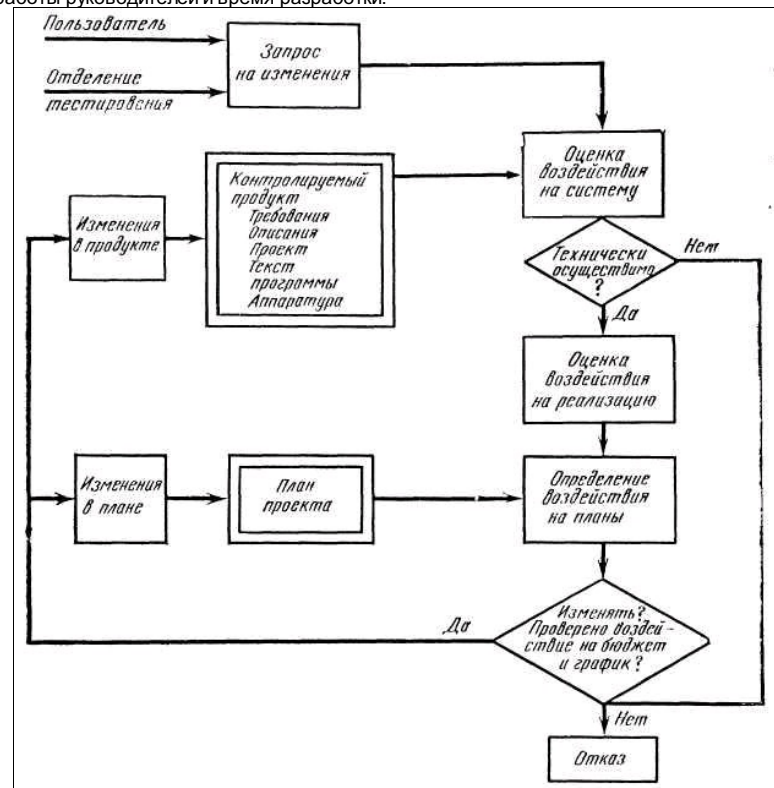 работы руководителей и время разработки.
Пользователь
Отделение
тестирования
Запрос
на изменения
Оценка
воздействия
на систему
Контролируемый
продукт
Требования
Описания
Проект
Текст
программы
Аппаратура
Изменения
в продукте
Технически
осуществимо
?
Нет
Да
Оценка
воздействия
на реализацию
Изменения
в плане
План
проекта
Определение
воздействия
на планы
Изменять?
Проверено воздей-
ствие на бюджет
и график?
Да
Нет
Отказ